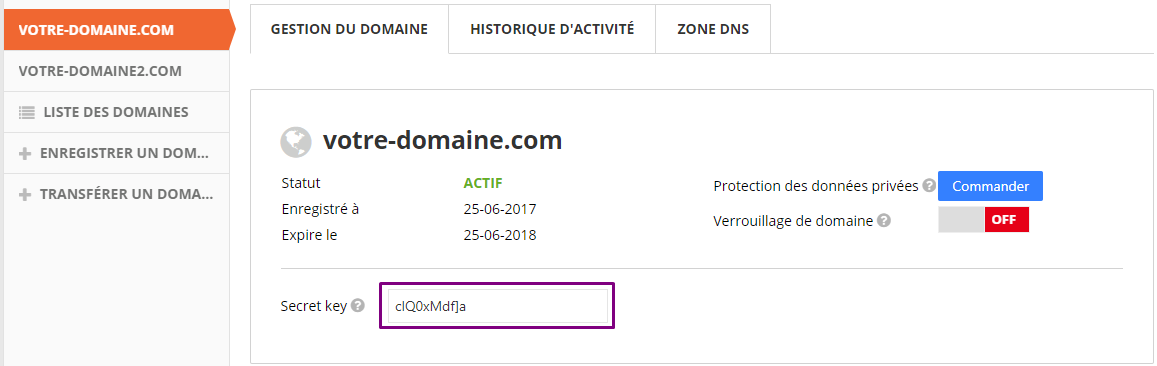 VOTRE-DOMAINE.COM
VOTRE-DOMAINE2.COM
LISTE DES DOMAINES
ENREGISTRER UN DOM...
TRANSFÉRER UN DOMA...
GESTION DU DOMAINE
HISTORIQUE D'ACTIVITÉ
ZONE DNS
votre-domaine.com
Statut ACTIF
Enregistré à 25-06-2017
Expire le 25-06-2018
Protection des données privées ? Commander
Verrouillage de domaine ? OFF
Secret key ? cIQ0xMdf]a